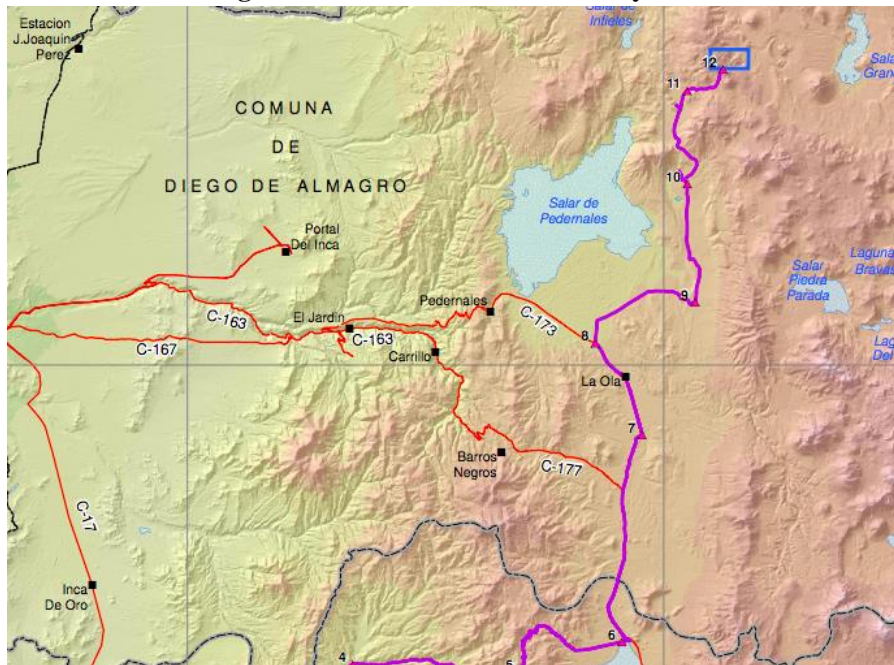 Estacion
J.Joaquin
Perez
Salar de
Infieles
12
11
Sala
Grand
COMUNA
DE
DIEGO DE ALMAGRO
10
Salar de
Pedernales
Portal
Del Inca
Laguna
Bravas
Salar
Piedra
Parada
9
Pedernales
C-163
El Jardin
C-173
8
C-163
C-167
Carrillo
Lag
Del
La Ola
7
Barros
Negros
C-177
C-17
Inca
De Oro
6
4
5